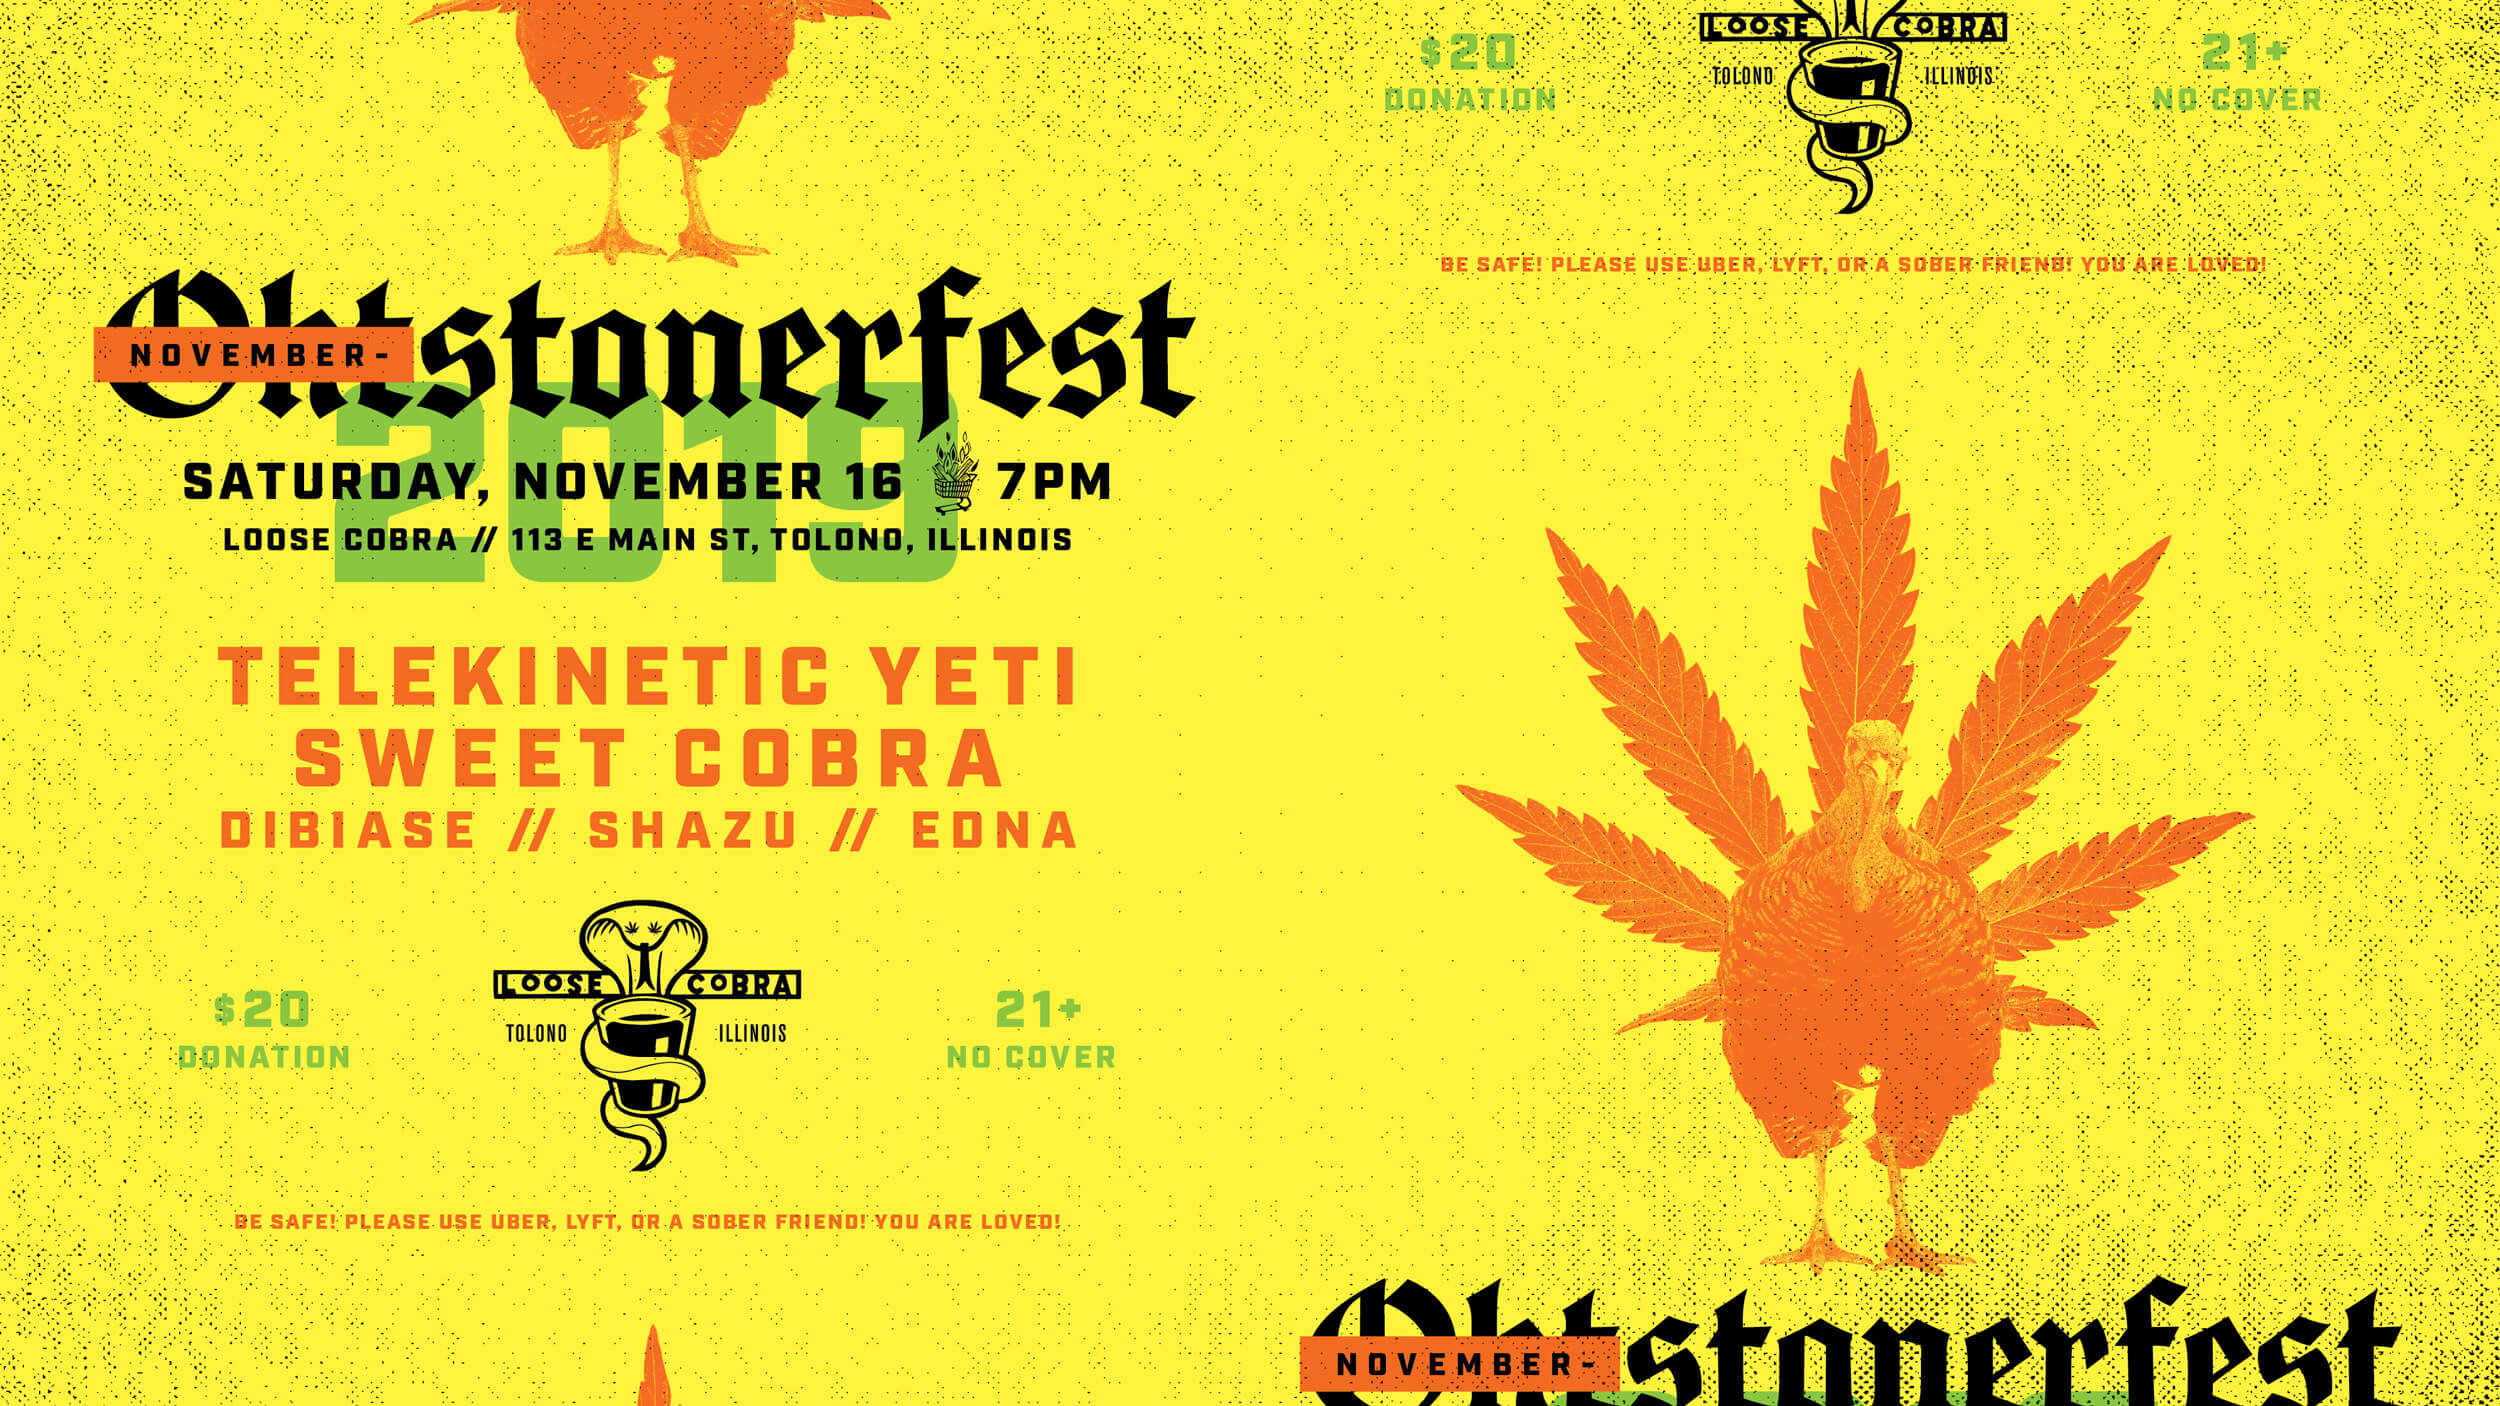 Ohtstonerfest
NOVEMBER-
2019
SATURDAY, NOVEMBER 16 7PM
LOOSE COBRA // 113 E MAIN ST, TOLONO, ILLINOIS
TELEKINETIC YETI
SWEET COBRA
DIBIASE // SHAZU // EDNA
LOOSE COBRA
TOLONO ILLINOIS
$20
DONATION
21+
NO COVER
BE SAFE! PLEASE USE UBER, LYFT, OR A SOBER FRIEND! YOU ARE LOVED!
LOOSE COBRA
TOLONO ILLINOIS
$20
DONATION
21+
NO COVER
BE SAFE! PLEASE USE UBER, LYFT, OR A SOBER FRIEND! YOU ARE LOVED!
Ohtstonerfest
NOVEMBER-